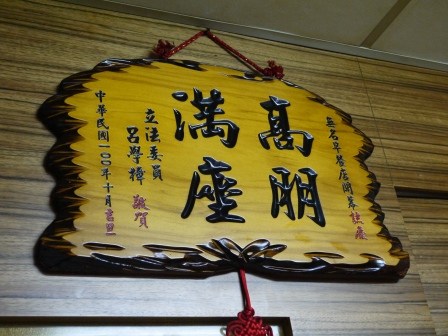 無名早餐店開業誌慶
高朋
滿座
立法委員
呂學樟 敬賀
中華民國一〇〇年十月吉旦